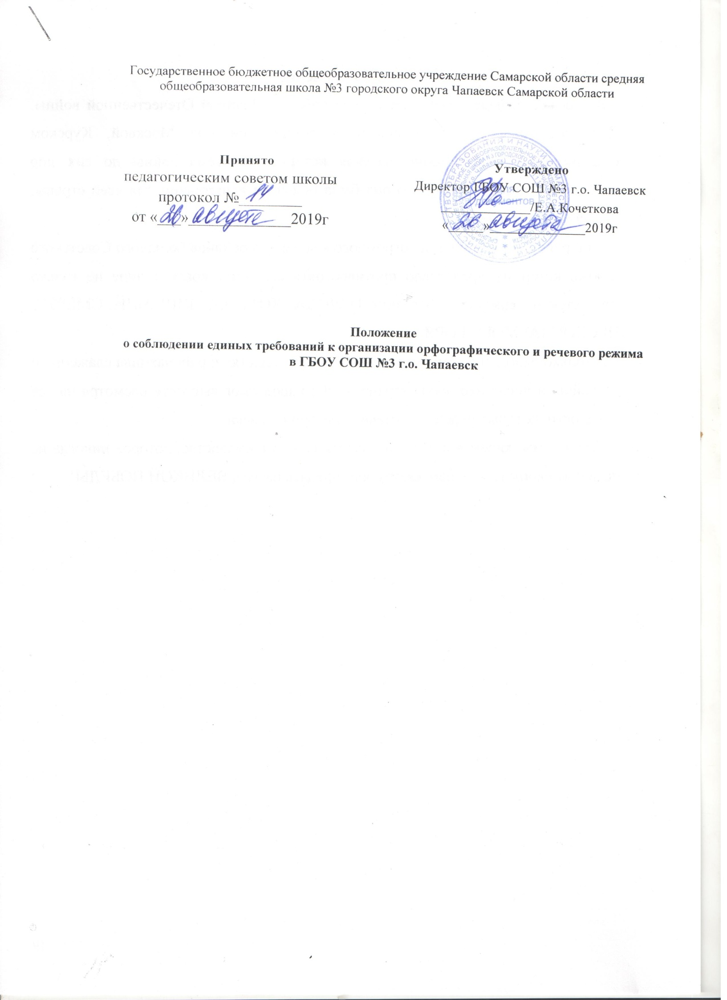 Государственное бюджетное общеобразовательное учреждение Самарской области средняя
общеобразовательная школа №3 городского округа Чапаевск Самарской области
Принято
педагогическим советом школы
протокол № 14
от «26» августа 2019г
Утверждено
Директор ГБОУ СОШ №3 г.о. Чапаевск
/Е.А.Кочеткова
«26» августа 2019г
документов
Положение
о соблюдении единых требований к организации орфографического и речевого режима
в ГБОУ СОШ №3 г.о. Чапаевск